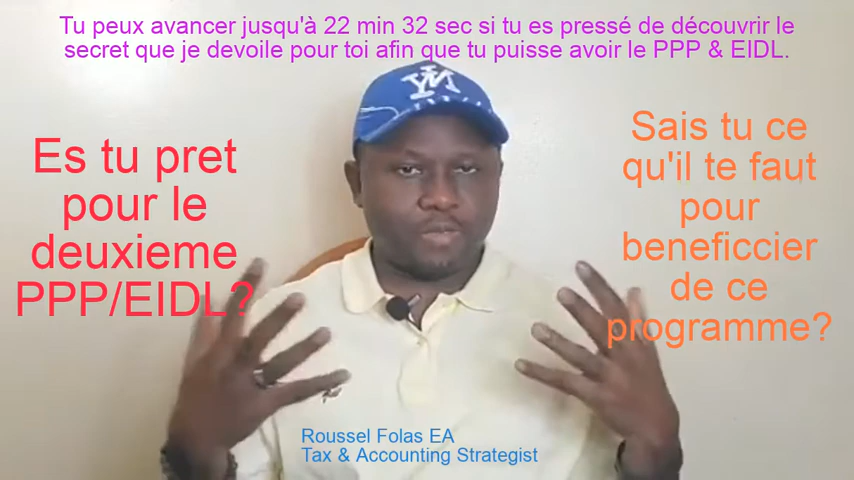 Tu peux avancer jusqu'à 22 min 32 sec si tu es pressé de découvrir le
secret que je devoile pour toi afin que tu puisse avoir le PPP & EIDL.
Es tu pret
pour le
deuxieme
PPP/EIDL?
Sais tu ce
qu'il te faut
pour
beneficcier
de ce
programme?
Roussel Folas EA
Tax & Accounting Strategist